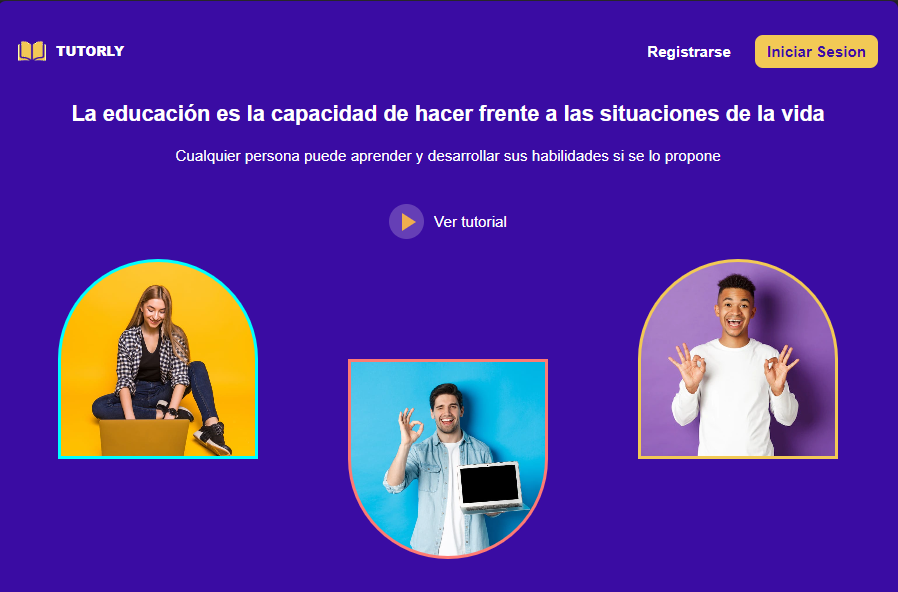 TUTORLY
Registrarse
Iniciar Sesion
La educación es la capacidad de hacer frente a las situaciones de la vida
Cualquier persona puede aprender y desarrollar sus habilidades si se lo propone
Ver tutorial